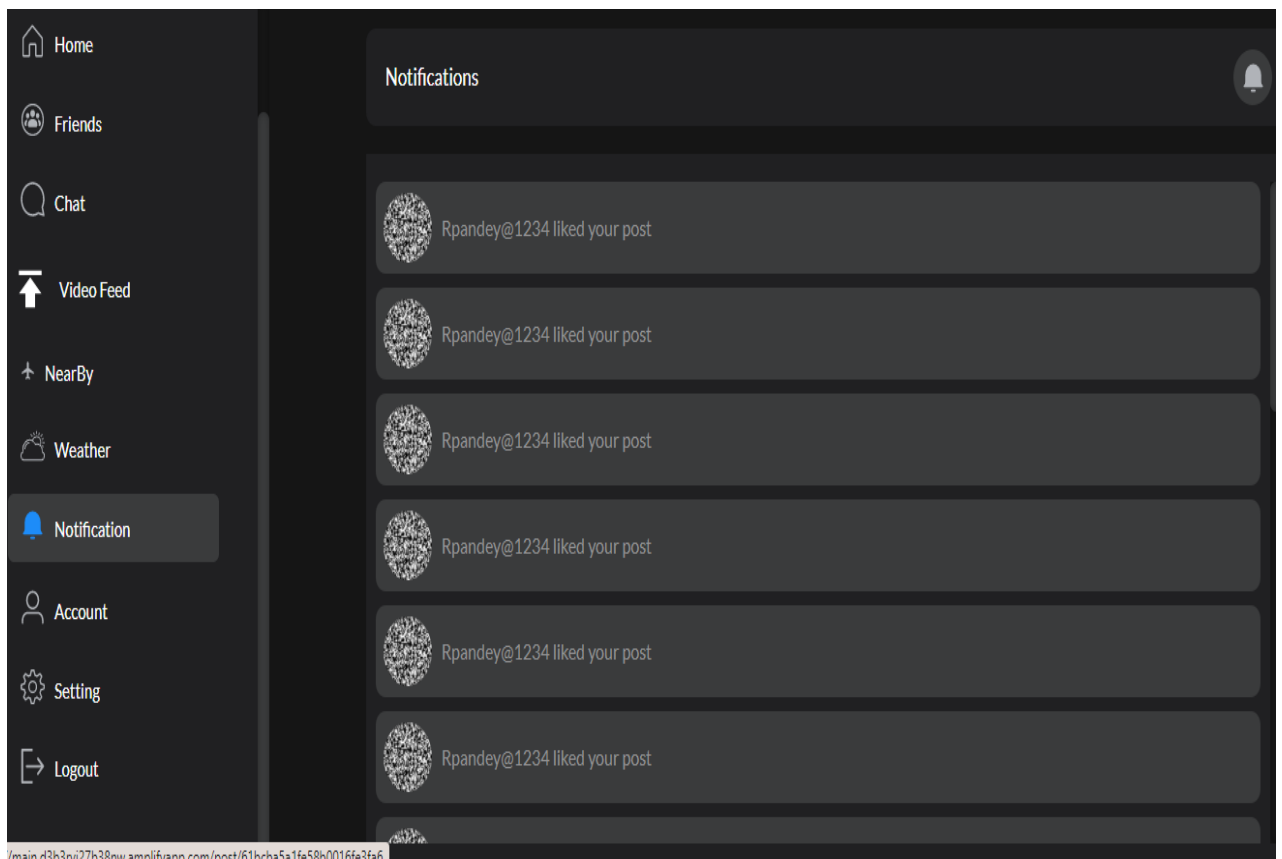 Home
Friends
Chat
Video Feed
NearBy
Weather
Notification
Account
Setting
Logout
Notifications
Rpandey@1234 liked your post
Rpandey@1234 liked your post
Rpandey@1234 liked your post
Rpandey@1234 liked your post
Rpandey@1234 liked your post
Rpandey@1234 liked your post